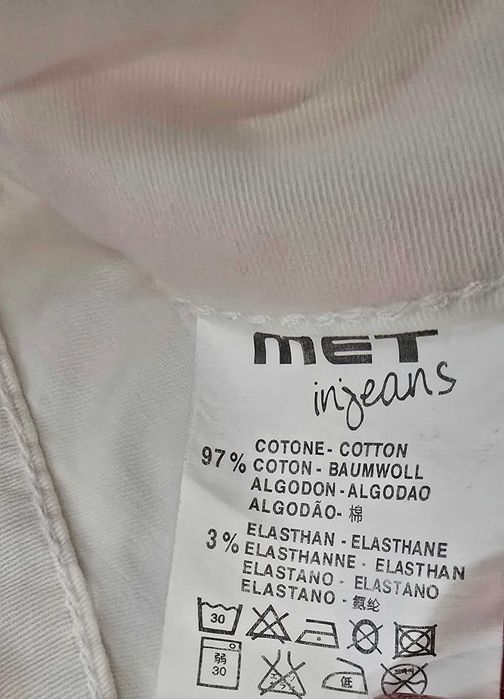 MET
injeans
97% COTONE - COTTON
COTON - BAUMWOLL
ALGODON - ALGODAO
ALGODÃO - 棉
3% ELASTHAN - ELASTHANE
ELASTHANNE - ELASTHAN
ELASTANO - ELASTANO
ELASTANO - 氨纶
30
弱
30
低